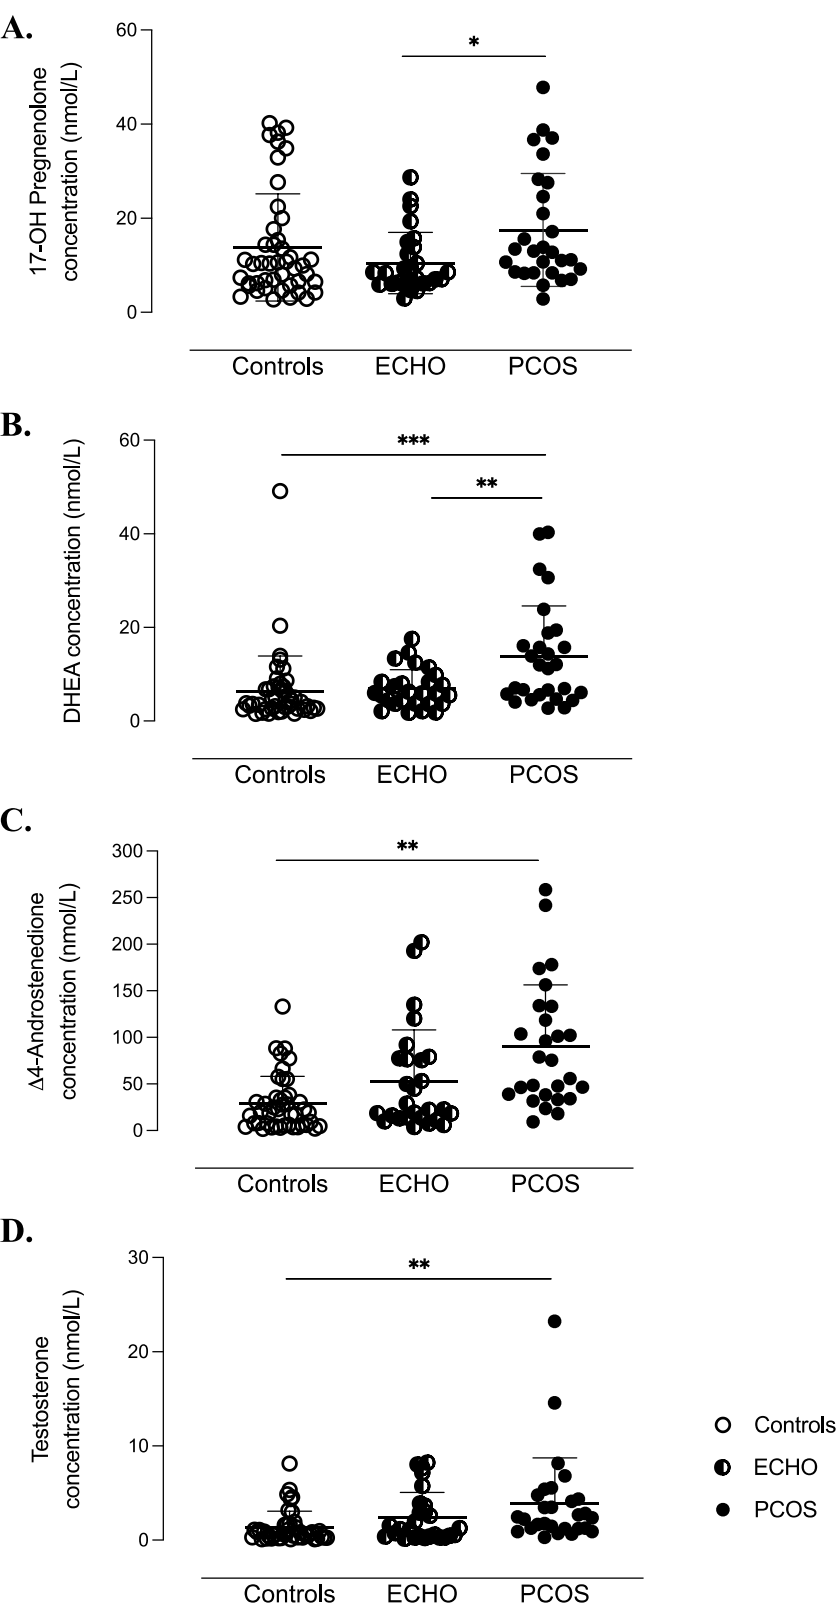 A.
17-OH Pregnenolone
concentration (nmol/L)
60
40
20
0
*
Controls ECHO PCOS
B.
DHEA concentration (nmol/L)
60
40
20
0
***
**
Controls ECHO PCOS
C.
Δ4-Androstenedione
concentration (nmol/L)
300
250
200
150
100
50
0
**
Controls ECHO PCOS
D.
Testosterone
concentration (nmol/L)
30
20
10
0
**
Controls ECHO PCOS
Controls
ECHO
PCOS